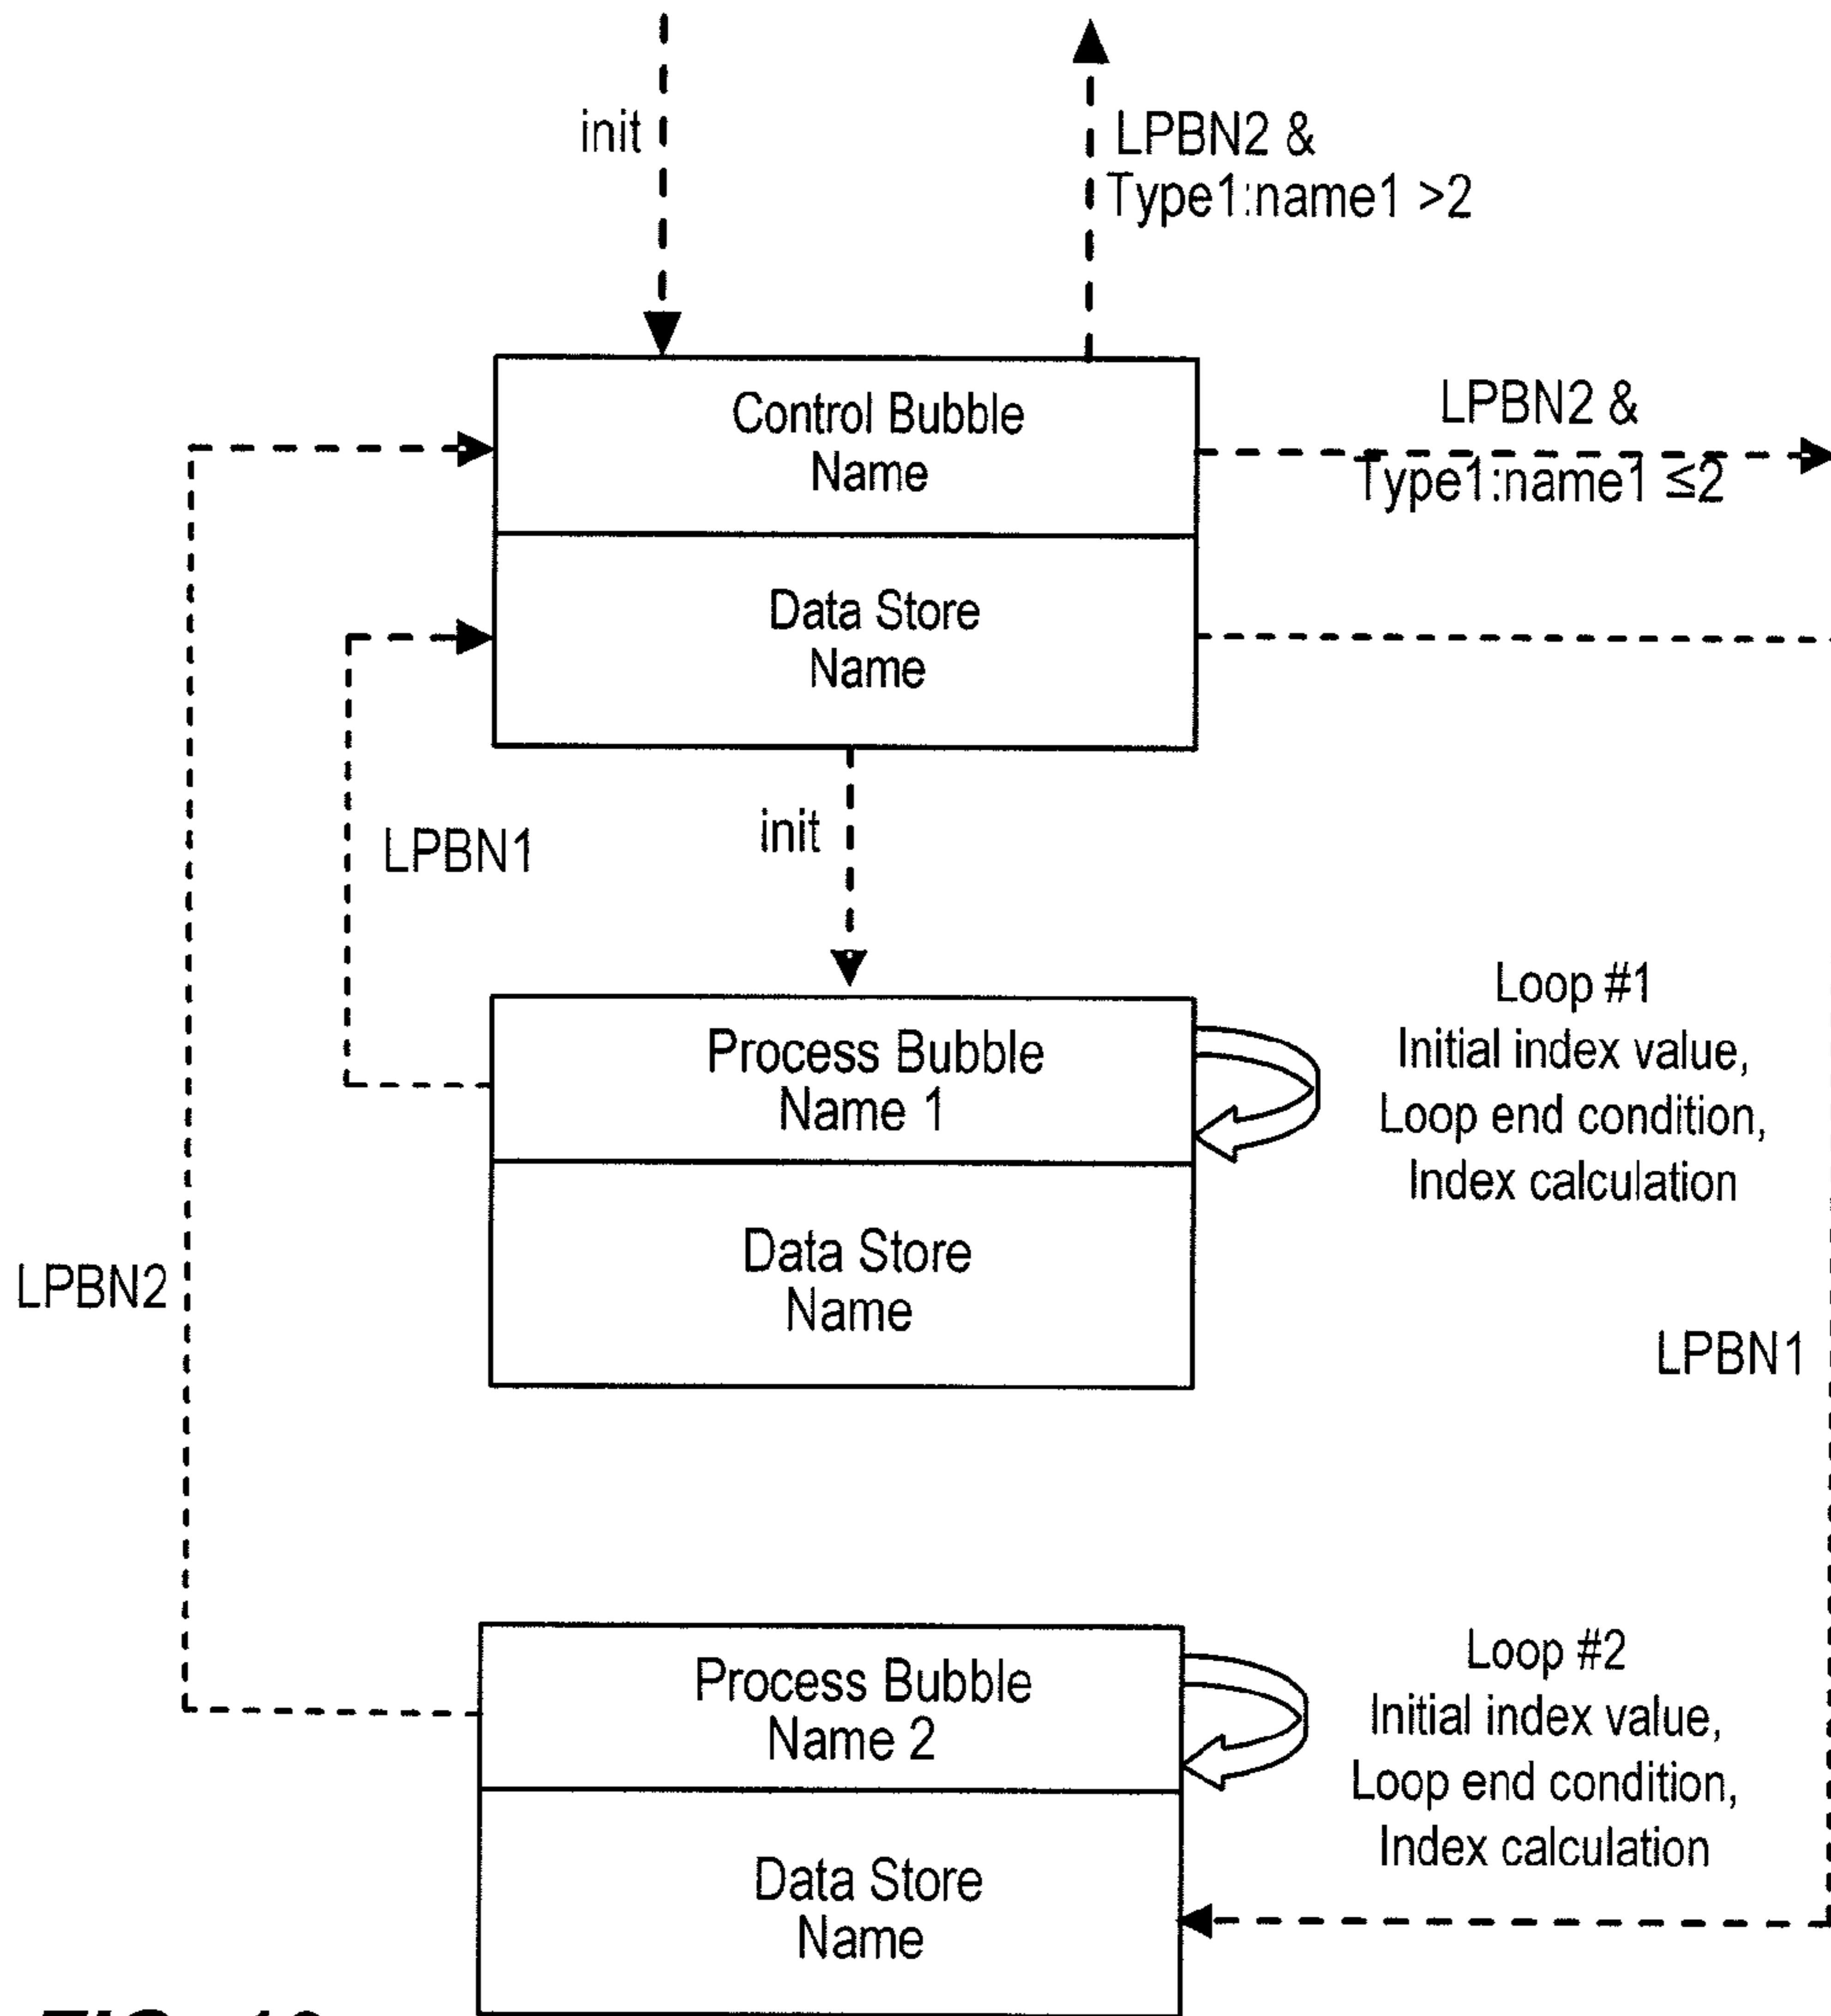 init
LPBN2 &
Type1:name1 >2
Control Bubble
Name
LPBN2 &
Type1:name1 ≤2
Data Store
Name
LPBN1
init
Process Bubble
Name 1
Loop #1
Initial index value,
Loop end condition,
Index calculation
Data Store
Name
LPBN2
LPBN1
Process Bubble
Name 2
Loop #2
Initial index value,
Loop end condition,
Index calculation
Data Store
Name